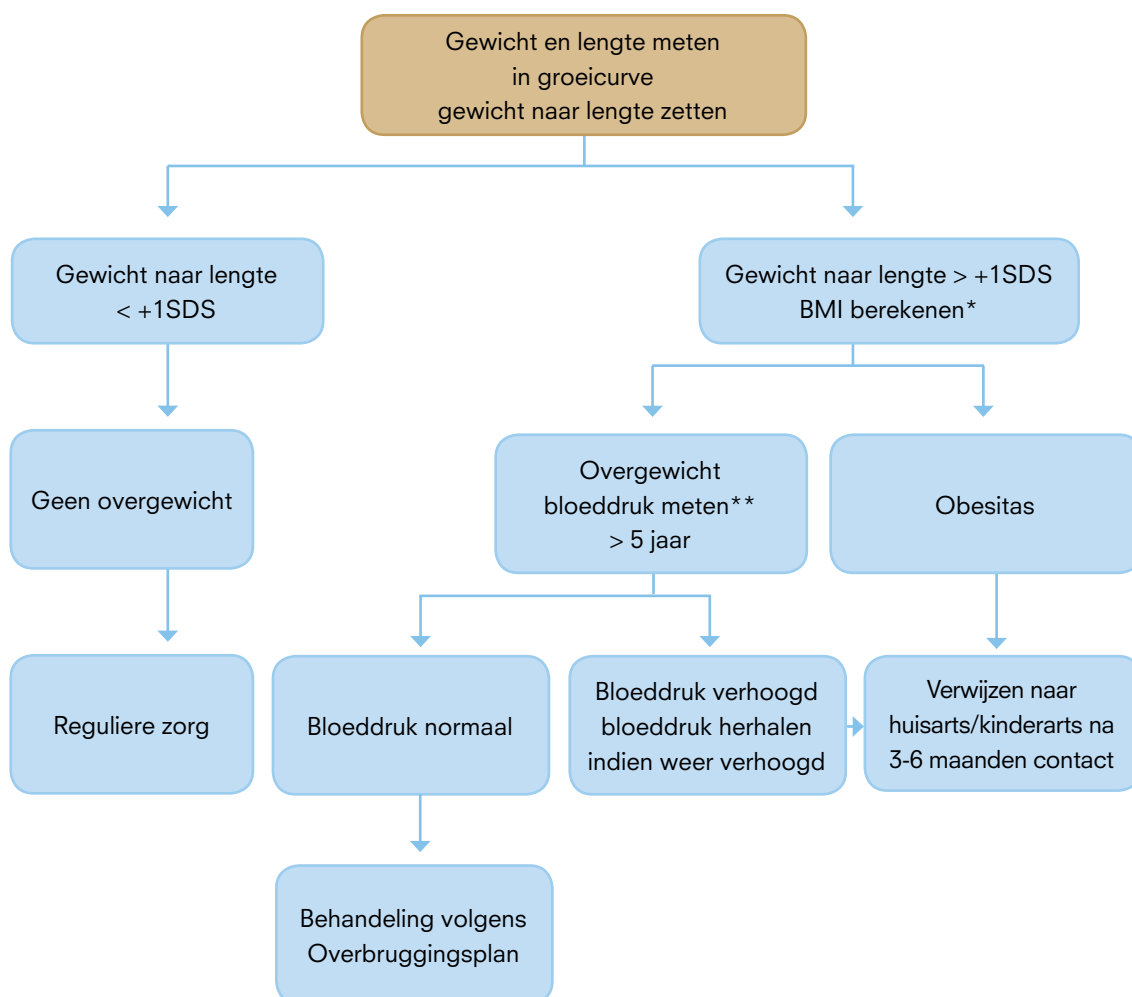 Gewicht en lengte meten
in groeicurve
gewicht naar lengte zetten
Gewicht naar lengte
< +1SDS
Gewicht naar lengte > +1SDS
BMI berekenen*
Geen overgewicht
Overgewicht
bloeddruk meten**
> 5 jaar
Obesitas
Reguliere zorg
Bloeddruk normaal
Bloeddruk verhoogd
bloeddruk herhalen
indien weer verhoogd
Verwijzen naar
huisarts/kinderarts na
3-6 maanden contact
Behandeling volgens
Overbruggingsplan